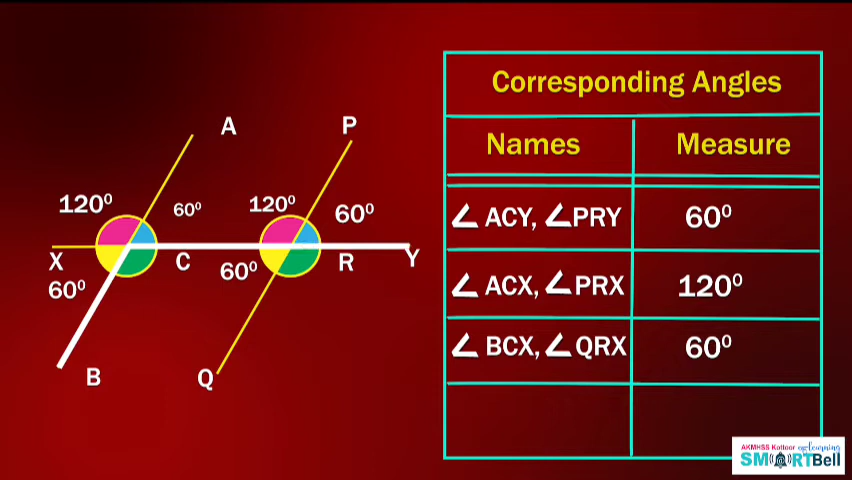 Corresponding Angles
Names Measure
∠ ACY, ∠PRY 60⁰
∠ ACX, ∠PRX 120⁰
∠ BCX, ∠QRX 60⁰
A
P
120⁰
60⁰
120⁰
60⁰
X
C
R
Y
60⁰
60⁰
B
Q
AKMHSS Kottoor
SMARTBell